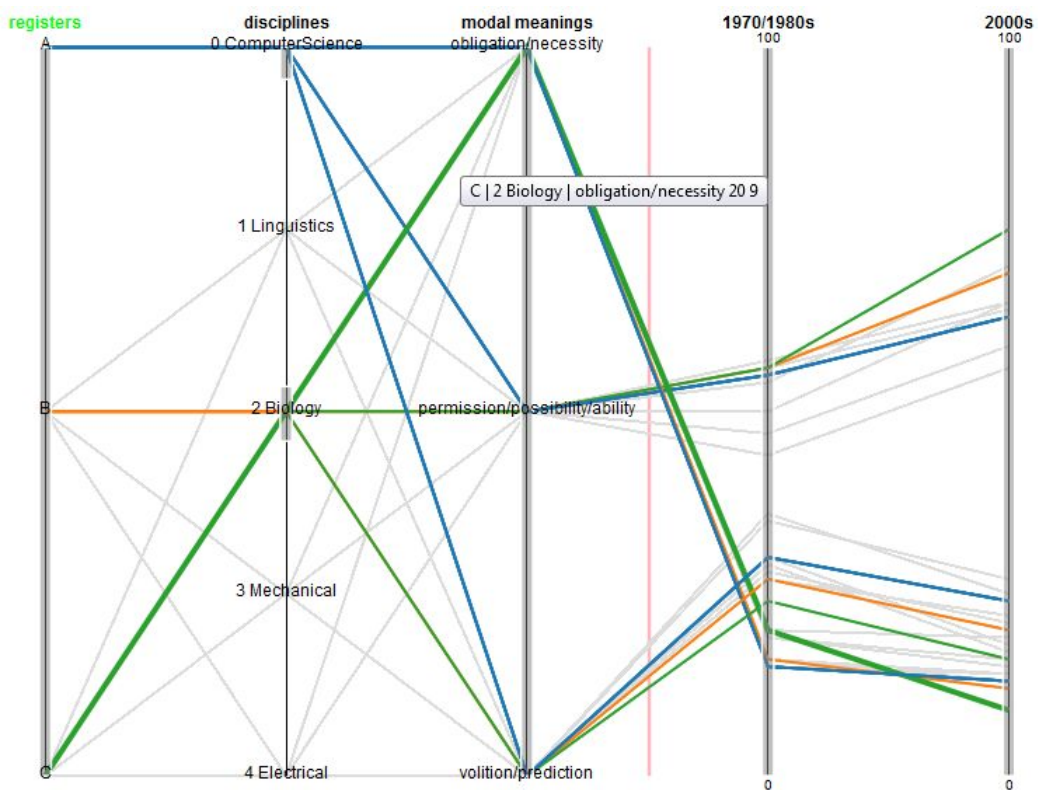 registers disciplines modal meanings 1970/1980s 2000s
A 0 ComputerScience obligation/necessity 100 100
C | 2 Biology | obligation/necessity 20 9
1 Linguistics
B 2 Biology permission/possibility/ability
3 Mechanical
C 4 Electrical volition/prediction
0 0